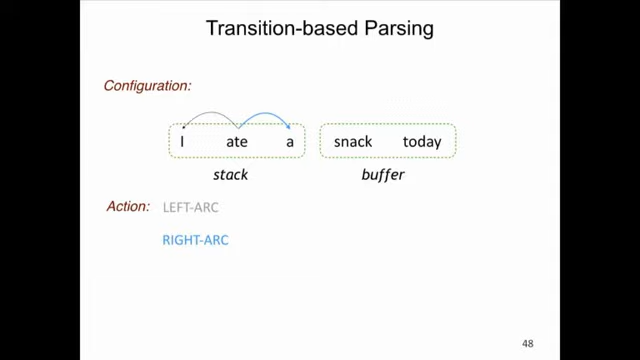 Transition-based Parsing
Configuration:
I ate a snack today
stack buffer
Action: LEFT-ARC
RIGHT-ARC
48